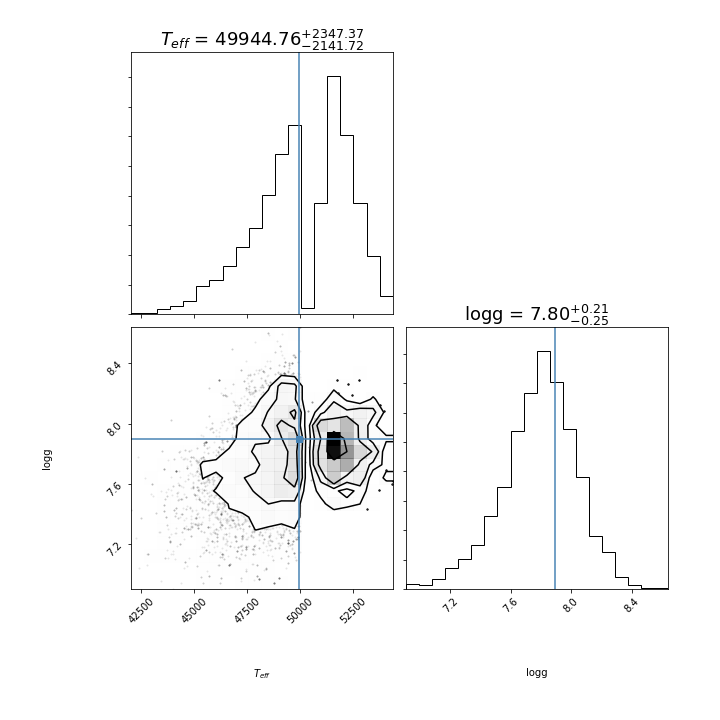 T_eff = 49944.76+2347.37−2141.72
logg = 7.80+0.21−0.25
logg
8.4
8.0
7.6
7.2
42500 45000 47500 50000 52500
7.2 7.6 8.0 8.4
T_eff logg